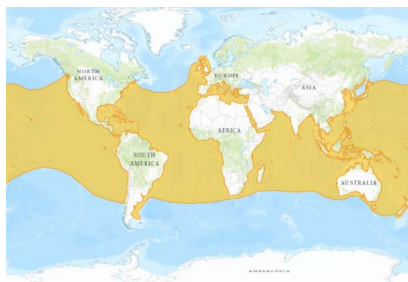 EUROPE
NORTH
AMERICA
ASIA
AFRICA
SOUTH
AMERICA
AUSTRALIA
ANTARCTICA